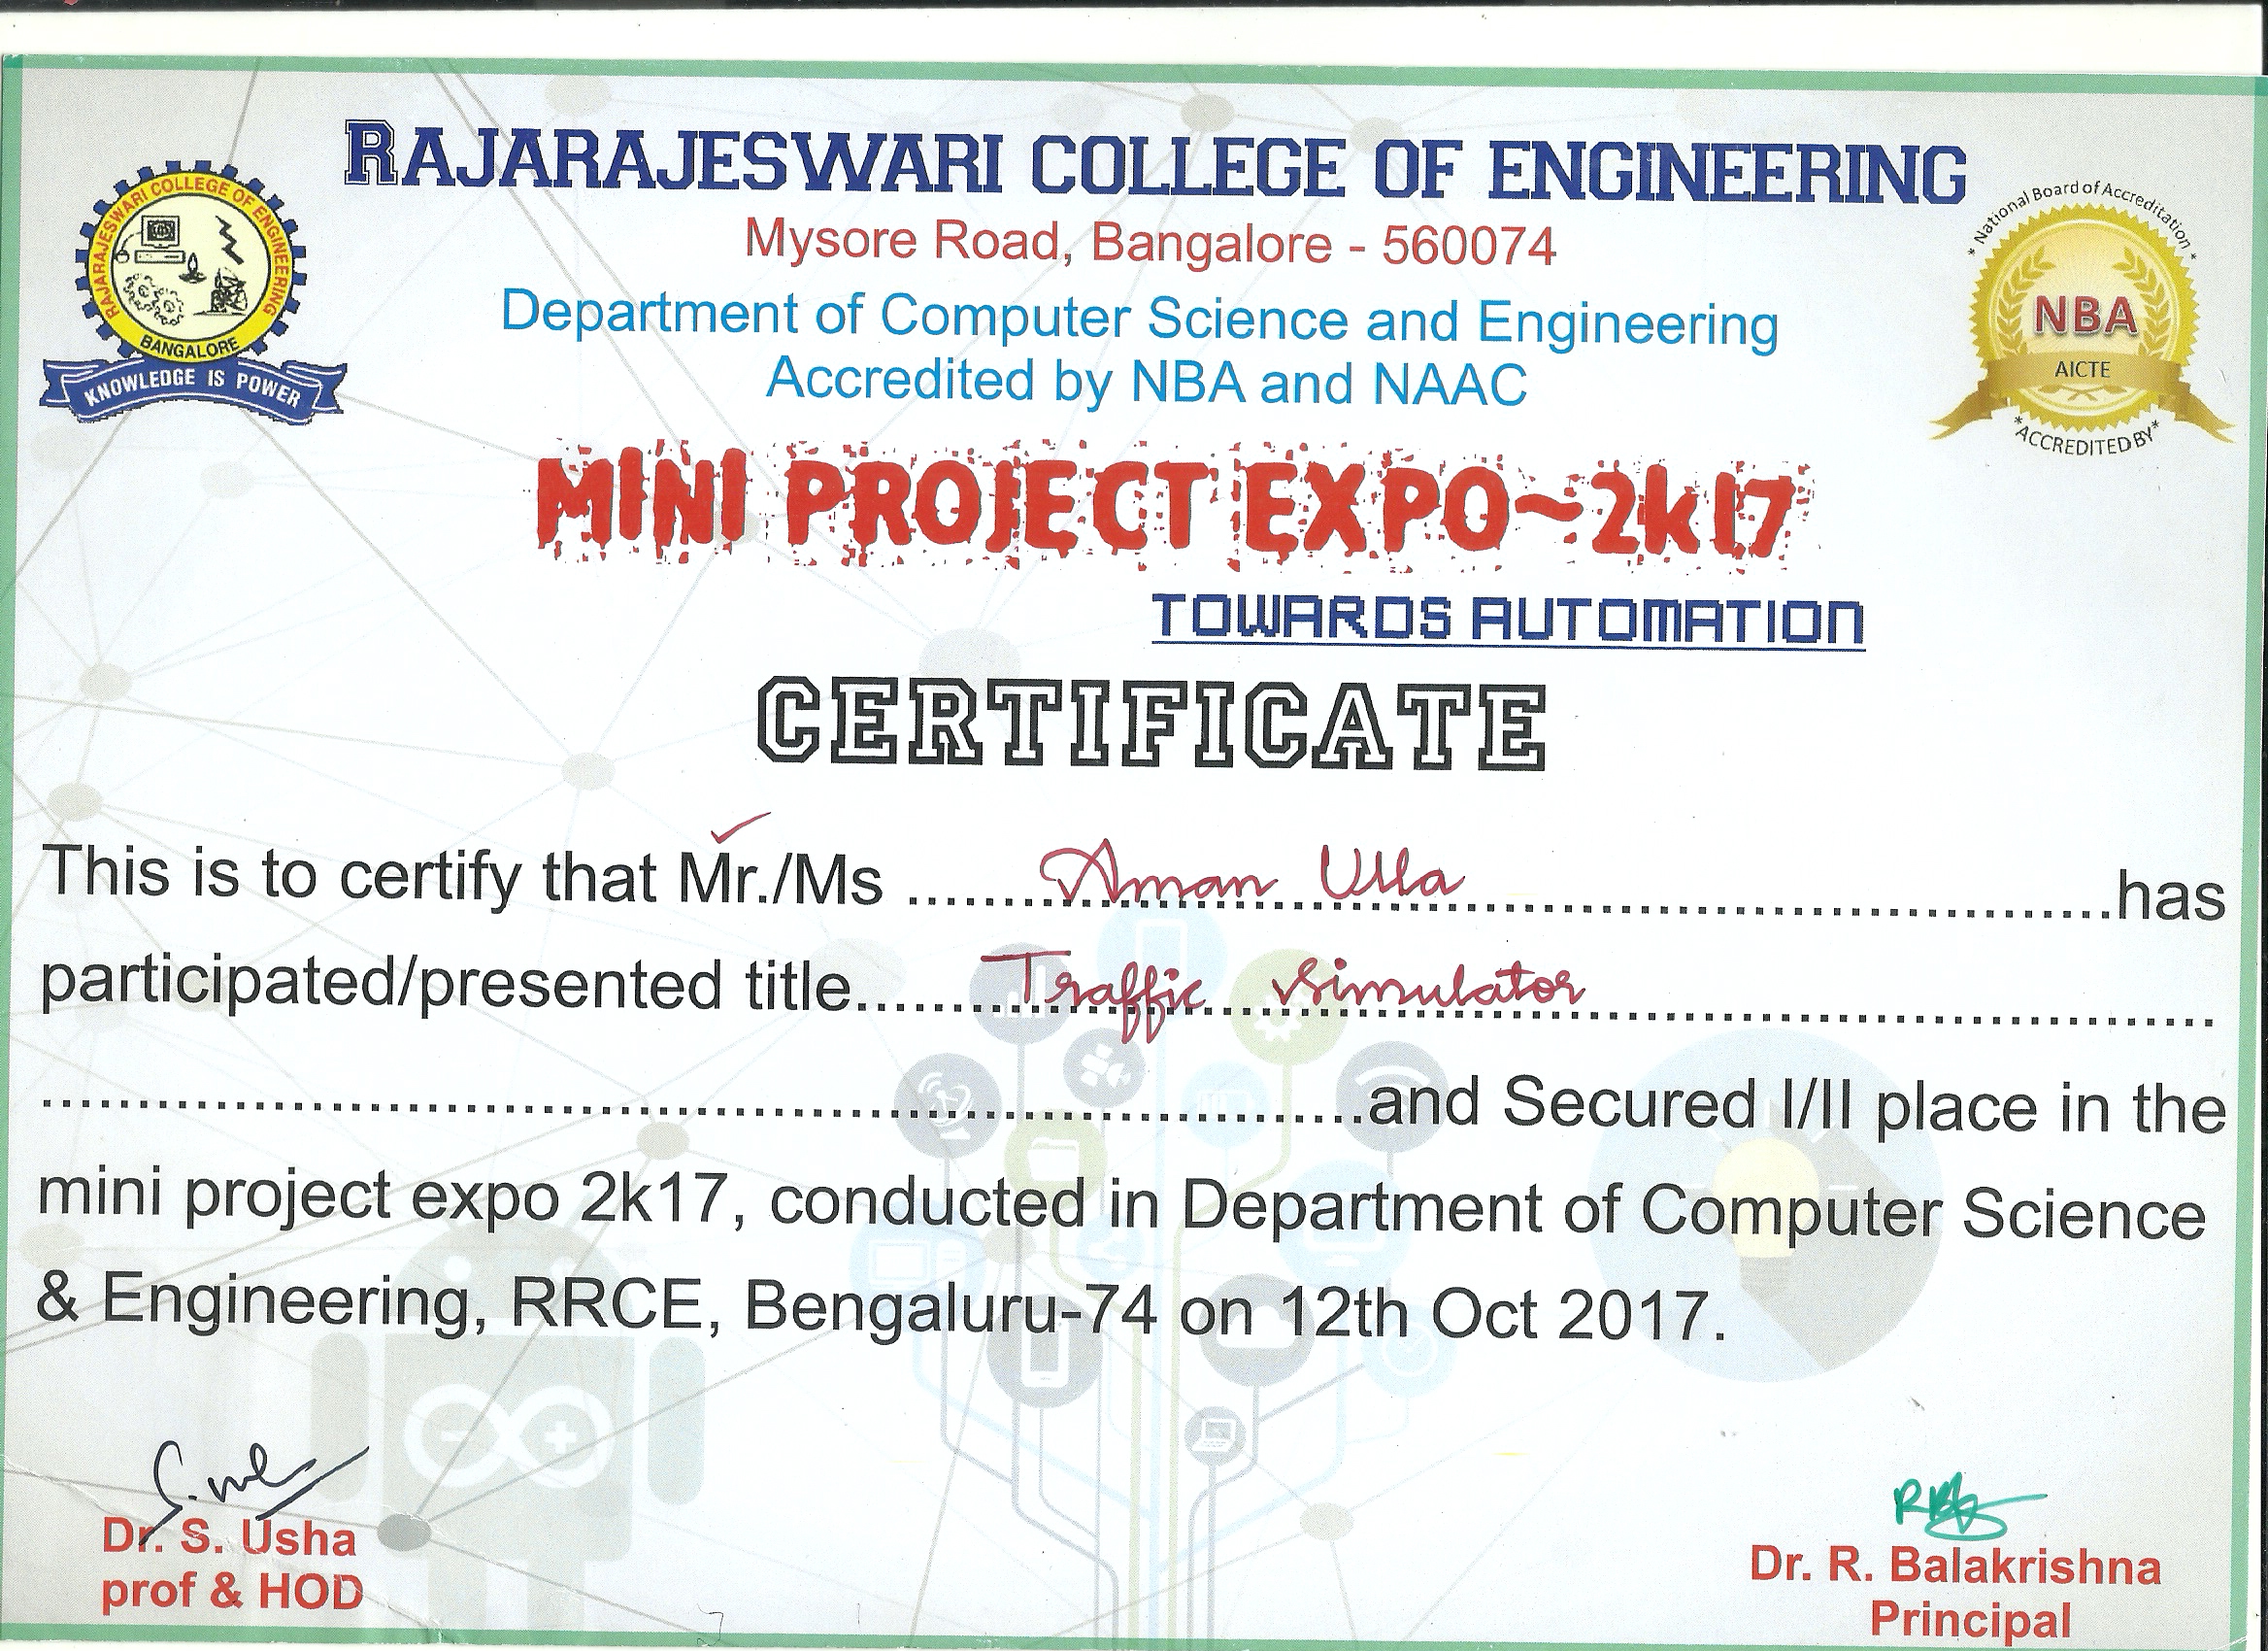 RAJARAJESWARI COLLEGE OF ENGINEERING
Mysore Road, Bangalore - 560074
Department of Computer Science and Engineering
Accredited by NBA and NAAC
RAJARAJESWARI COLLEGE OF ENGINEERING
BANGALORE
KNOWLEDGE IS POWER
* National Board of Accreditation *
NBA
AICTE
*ACCREDITED BY*
MINI PROJECT EXPO~2k17
TOWARDS AUTOMATION
CERTIFICATE
This is to certify that Mr./Ms ........Aman Ulla........has
participated/presented title........Traffic Simulator........
........and Secured I/II place in the
mini project expo 2k17, conducted in Department of Computer Science
& Engineering, RRCE, Bengaluru-74 on 12th Oct 2017.
Dr. S. Usha
prof & HOD
Dr. R. Balakrishna
Principal